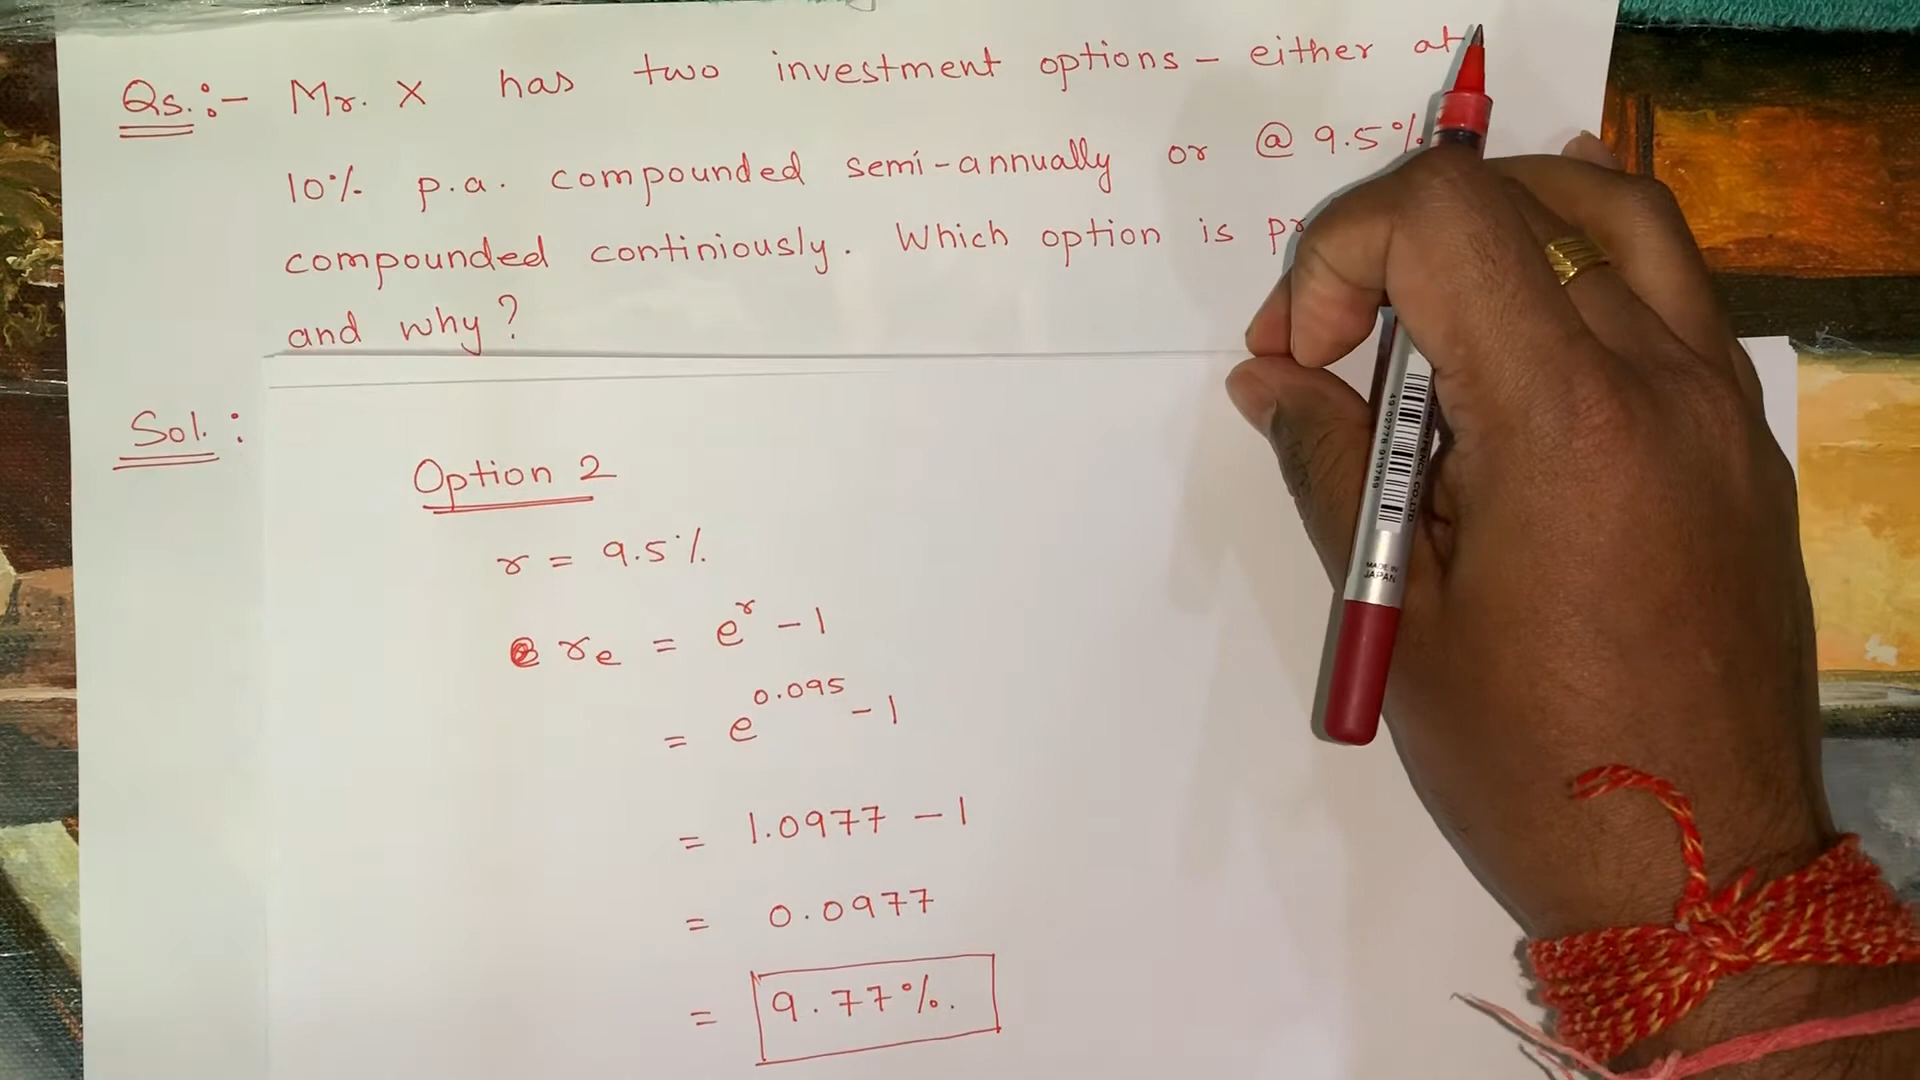 Qs.:- Mr. X has two investment options - either at
10% p.a. compounded semi-annually or @ 9.5%
compounded continiously. Which option is
and why?
Sol. :
Option 2
r = 9.5%
re = e^r - 1
= e^0.095 - 1
= 1.0977 - 1
= 0.0977
= 9.77%.
MADE IN
JAPAN